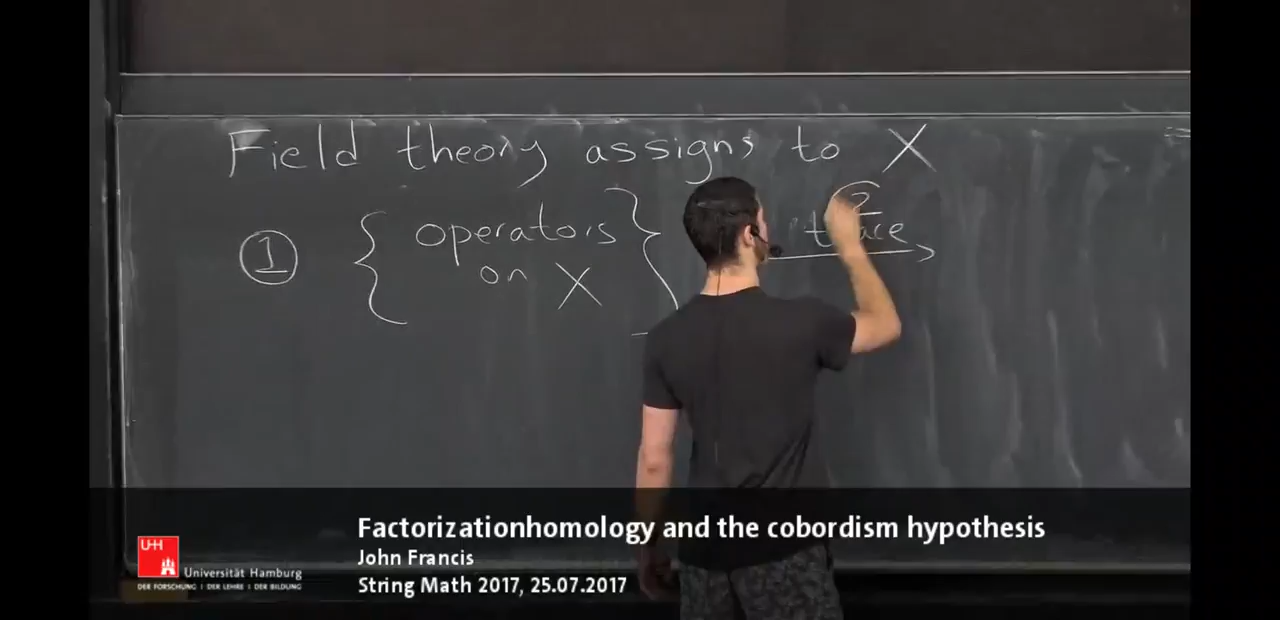 Field theory assigns to X
① { operators } trace
on X
Factorizationhomology and the cobordism hypothesis
John Francis
String Math 2017, 25.07.2017
UHH
Universität Hamburg
DER FORSCHUNG | DER LEHRE | DER BILDUNG